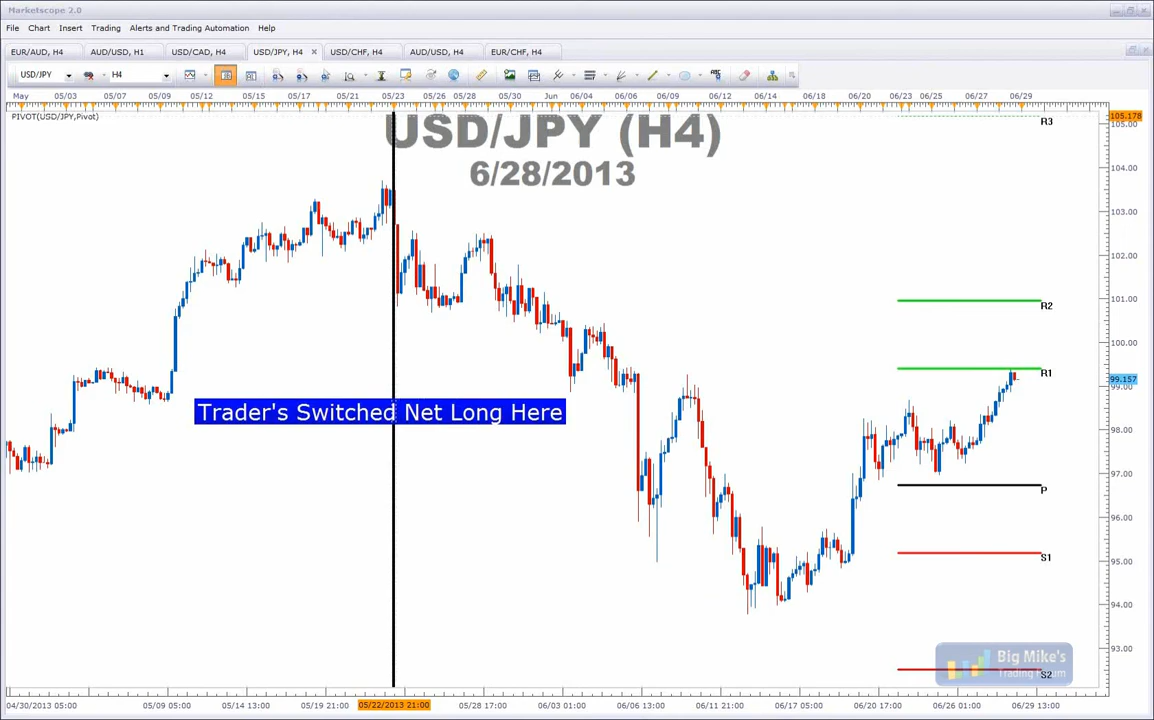 Marketscope 2.0
File Chart Insert Trading Alerts and Trading Automation Help
EUR/AUD, H4 AUD/USD, H1 USD/CAD, H4 USD/JPY, H4 USD/CHF, H4 AUD/USD, H4 EUR/CHF, H4
USD/JPY H4
May 05/03 05/07 05/09 05/12 05/15 05/17 05/21 05/23 05/26 05/28 05/30 Jun 06/04 06/06 06/09 06/12 06/14 06/18 06/20 06/23 06/25 06/27 06/29
PIVOT(USD/JPY,Pivot)
105.178
R3
105.00
USD/JPY (H4)
104.00
6/28/2013
103.00
102.00
101.00
R2
100.00
R1
99.157
99.00
Trader's Switched Net Long Here
98.00
97.00
P
96.00
S1
95.00
94.00
93.00
Big Mike's
Trading Forum
S2
04/30/2013 05:00 05/09 05:00 05/14 13:00 05/19 21:00 05/22/2013 21:00 05/28 17:00 06/03 01:00 06/06 13:00 06/11 21:00 06/17 05:00 06/20 17:00 06/26 01:00 06/29 13:00